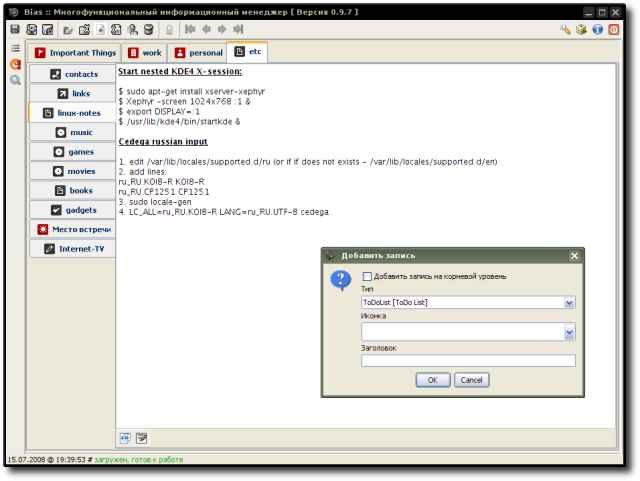 Bias :: Многофункциональный информационный менеджер [ Версия 0.9.7 ]
Important Things
work
personal
etc
contacts
links
linux-notes
music
games
movies
books
gadgets
Место встречи
Internet-TV
Start nested KDE4 X-session:
$ sudo apt-get install xserver-xephyr
$ Xephyr -screen 1024x768 :1 &
$ export DISPLAY=:1
$ /usr/lib/kde4/bin/startkde &
Cedega russian input
1. edit /var/lib/locales/supported.d/ru (or if if does not exists - /var/lib/locales/supported.d/en)
2. add lines:
ru_RU.KOI8-R KOI8-R
ru_RU.CP1251 CP1251
3. sudo locale-gen
4. LC_ALL=ru_RU.KOI8-R LANG=ru_RU.UTF-8 cedega
Добавить запись
Добавить запись на корневой уровень
Тип
ToDoList [ToDo List]
Иконка
Заголовок
OK
Cancel
15.07.2008 @ 19:39:53 # загружен, готов к работе